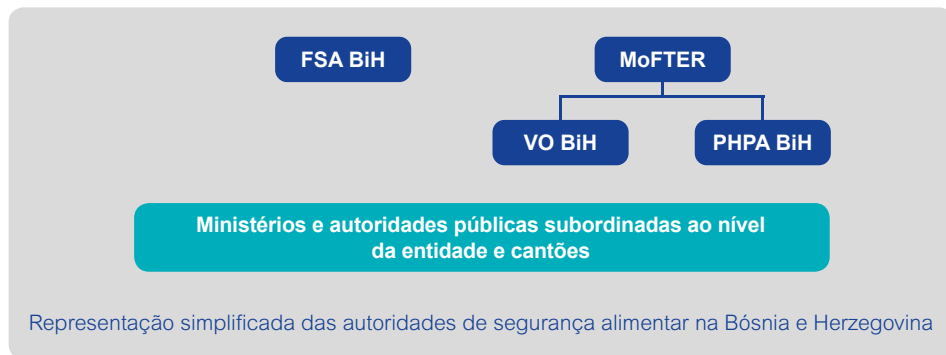 FSA BiH
MoFTER
VO BiH
PHPA BiH
Ministérios e autoridades públicas subordinadas ao nível
da entidade e cantões
Representação simplificada das autoridades de segurança alimentar na Bósnia e Herzegovina